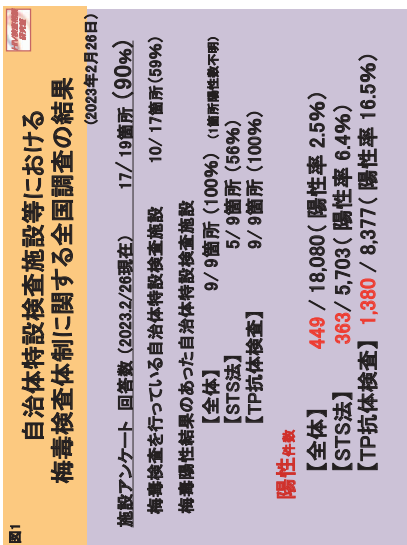 図1
自治体特設検査施設等における
梅毒検査体制に関する全国調査の結果
(2023年2月26日)
施設アンケート 回答数 (2023.2/26現在) 17/ 19箇所 (90%)
梅毒検査を行っている自治体特設検査施設 10/ 17箇所(59%)
梅毒陽性結果のあった自治体特設検査施設
【全体】 9/ 9箇所 (100%) (1箇所陽性数不明)
【STS法】 5/ 9箇所 (56%)
【TP抗体検査】 9/ 9箇所 (100%)
陽性件数
【全体】 449 / 18,080( 陽性率 2.5%)
【STS法】 363/ 5,703( 陽性率 6.4%)
【TP抗体検査】 1,380 / 8,377( 陽性率 16.5%)